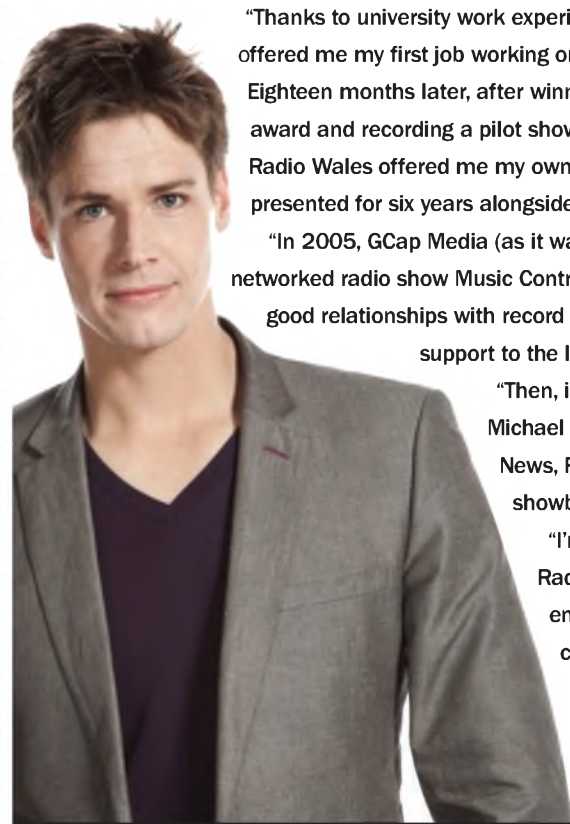 “Thanks to university work experi
offered me my first job working o
Eighteen months later, after winn
award and recording a pilot show
Radio Wales offered me my own
presented for six years alongside
“In 2005, GCap Media (as it wa
networked radio show Music Contr
good relationships with record
support to the I
“Then, i
Michael
News, F
showb
“I’
Rad
en
c